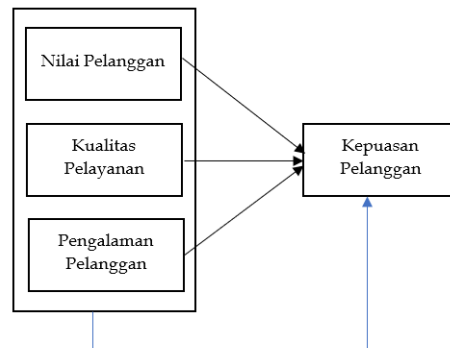 Nilai Pelanggan
Kualitas
Pelayanan
Pengalaman
Pelanggan
Kepuasan
Pelanggan